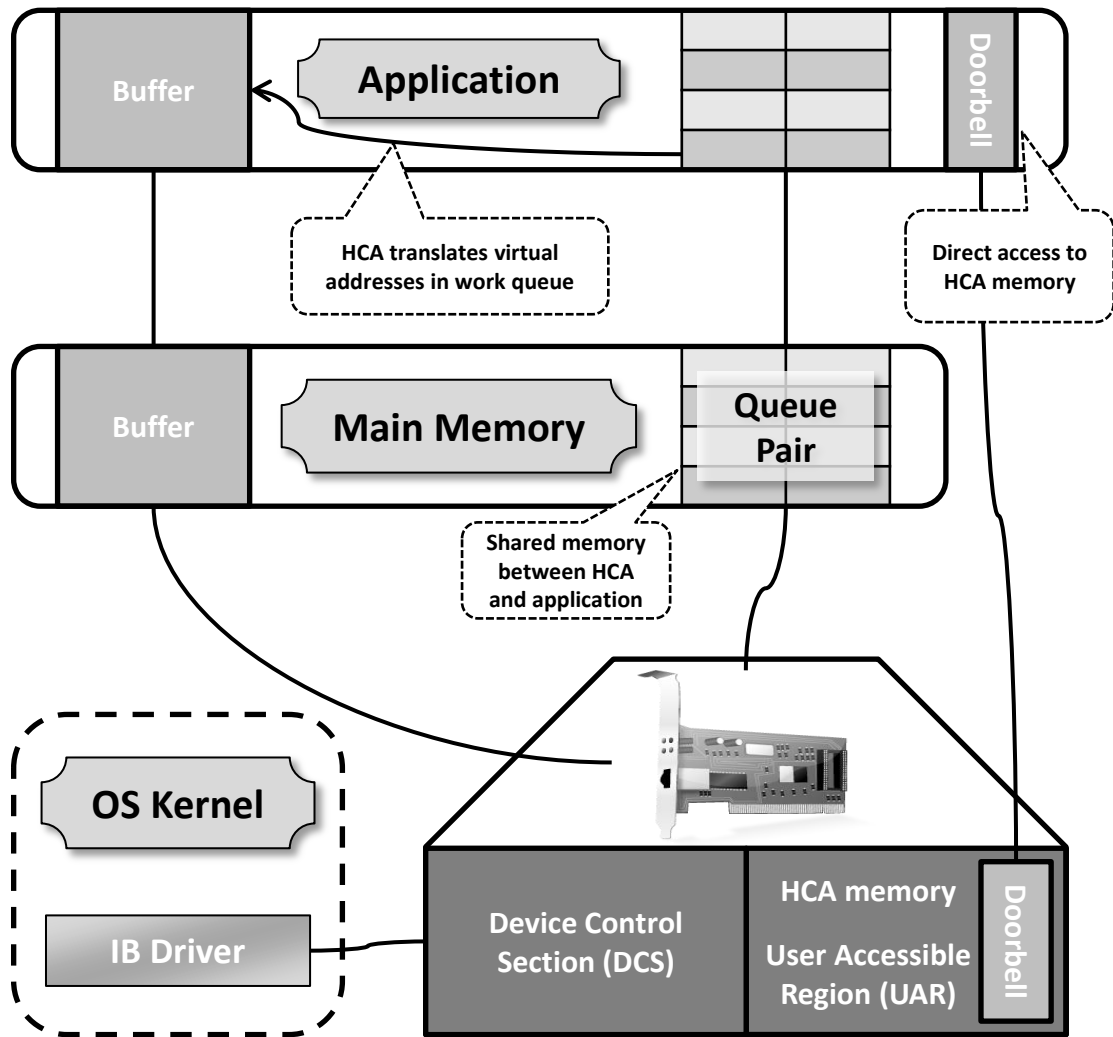 Buffer
Application
Doorbell
HCA translates virtual
addresses in work queue
Direct access to
HCA memory
Buffer
Main Memory
Queue
Pair
Shared memory
between HCA
and application
OS Kernel
IB Driver
Device Control
Section (DCS)
HCA memory
User Accessible
Region (UAR)
Doorbell